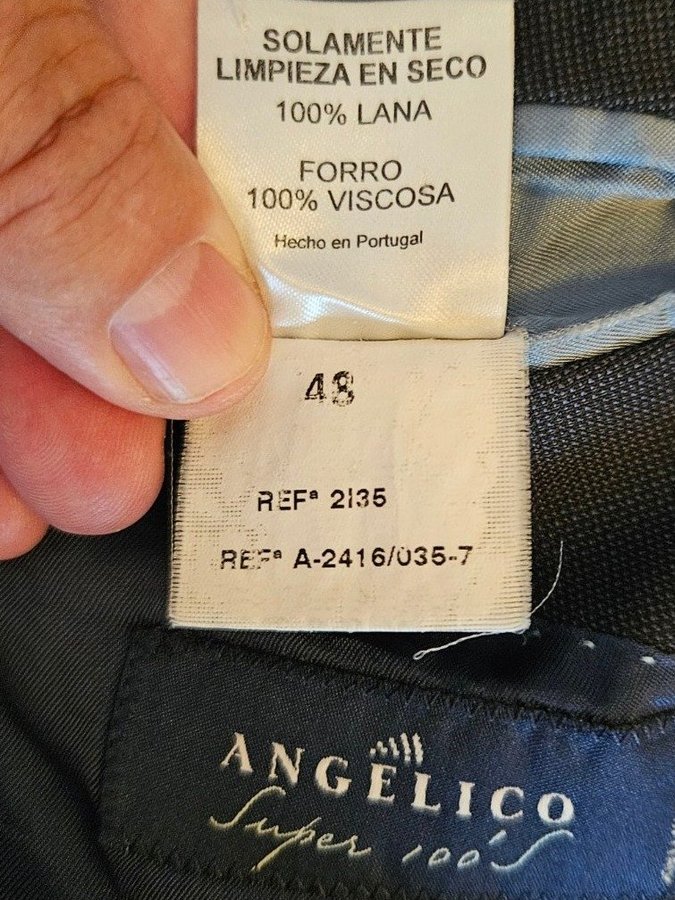 SOLAMENTE
LIMPIEZA EN SECO
100% LANA
FORRO
100% VISCOSA
Hecho en Portugal
48
REFª 2135
REFª A-2416/035-7
ANGELICO
Super 100's